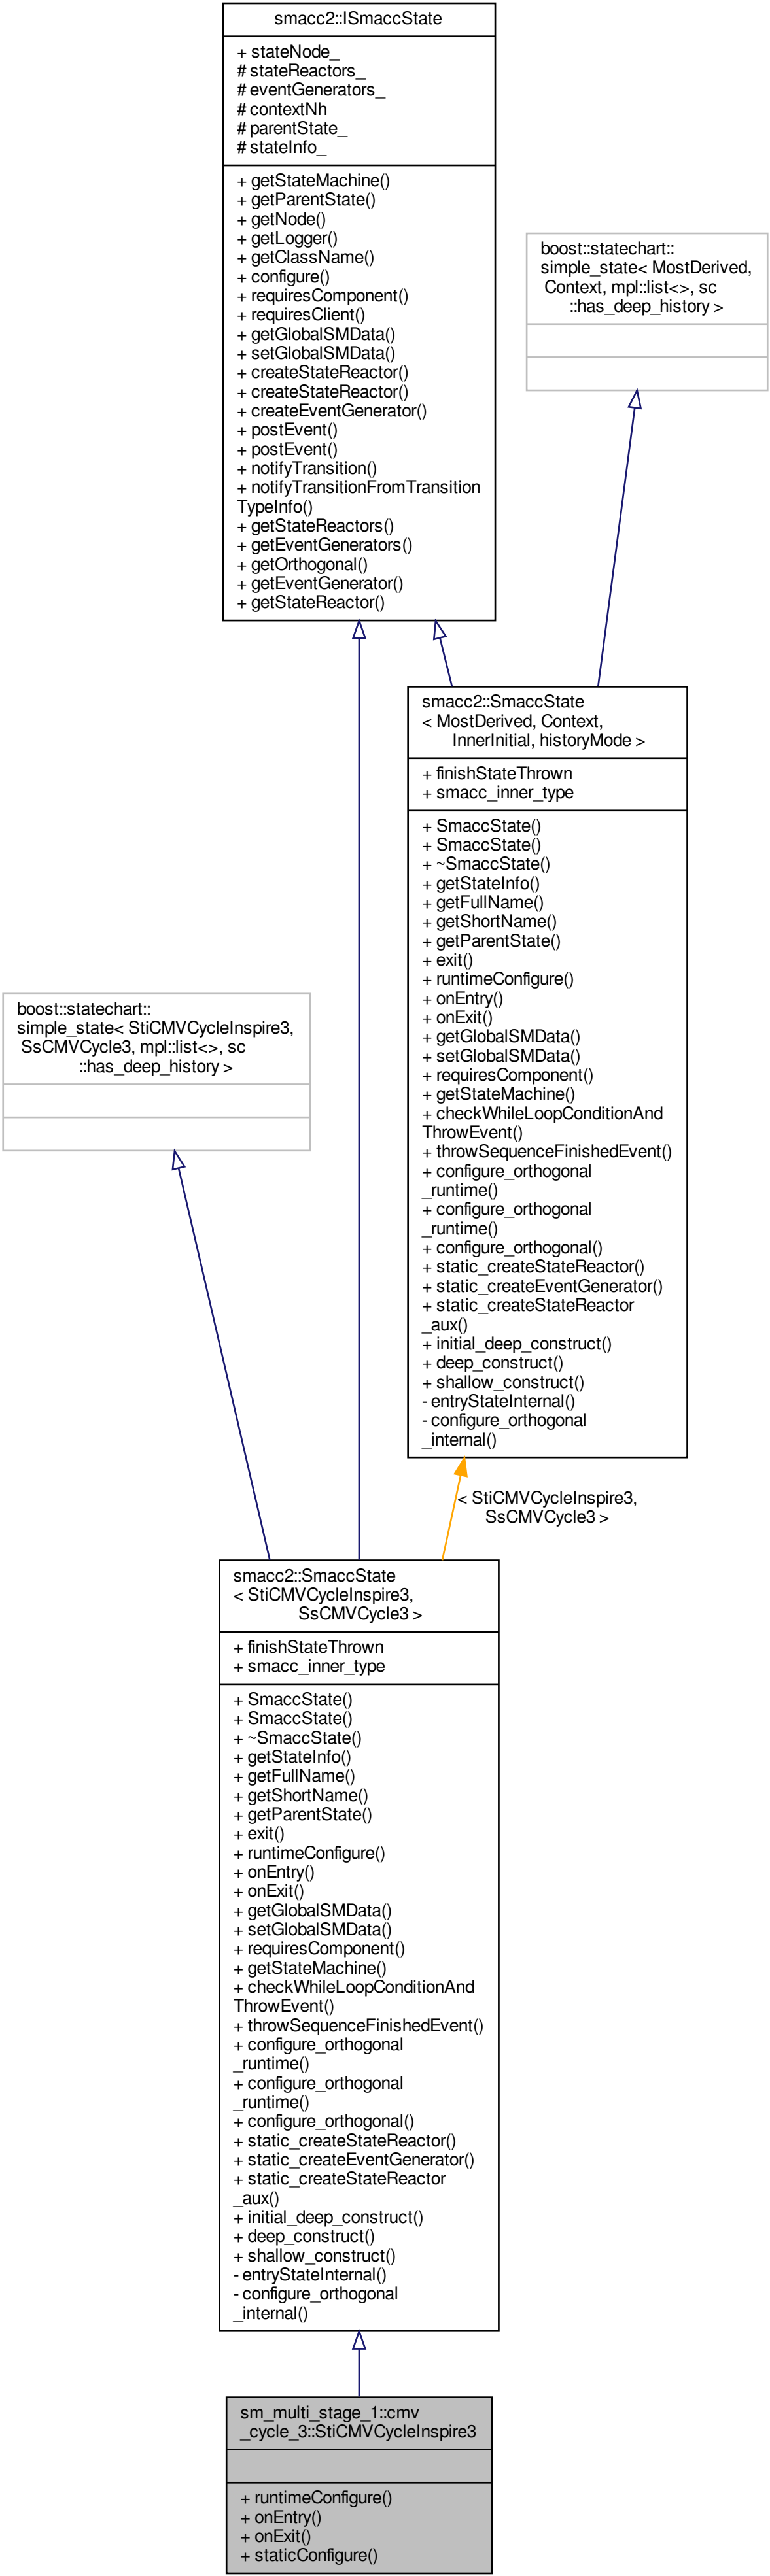 smacc2::ISmaccState
+ stateNode_
# stateReactors_
# eventGenerators_
# contextNh
# parentState_
# stateInfo_
+ getStateMachine()
+ getParentState()
+ getNode()
+ getLogger()
+ getClassName()
+ configure()
+ requiresComponent()
+ requiresClient()
+ getGlobalSMData()
+ setGlobalSMData()
+ createStateReactor()
+ createStateReactor()
+ createEventGenerator()
+ postEvent()
+ postEvent()
+ notifyTransition()
+ notifyTransitionFromTransition
TypeInfo()
+ getStateReactors()
+ getEventGenerators()
+ getOrthogonal()
+ getEventGenerator()
+ getStateReactor()
boost::statechart::
simple_state< MostDerived,
Context, mpl::list<>, sc
::has_deep_history >
smacc2::SmaccState
< MostDerived, Context,
InnerInitial, historyMode >
+ finishStateThrown
+ smacc_inner_type
+ SmaccState()
+ SmaccState()
+ ~SmaccState()
+ getStateInfo()
+ getFullName()
+ getShortName()
+ getParentState()
+ exit()
+ runtimeConfigure()
+ onEntry()
+ onExit()
+ getGlobalSMData()
+ setGlobalSMData()
+ requiresComponent()
+ getStateMachine()
+ checkWhileLoopConditionAnd
ThrowEvent()
+ throwSequenceFinishedEvent()
+ configure_orthogonal
_runtime()
+ configure_orthogonal
_runtime()
+ configure_orthogonal()
+ static_createStateReactor()
+ static_createEventGenerator()
+ static_createStateReactor
_aux()
+ initial_deep_construct()
+ deep_construct()
+ shallow_construct()
- entryStateInternal()
- configure_orthogonal
_internal()
boost::statechart::
simple_state< StiCMVCycleInspire3,
SsCMVCycle3, mpl::list<>, sc
::has_deep_history >
< StiCMVCycleInspire3,
SsCMVCycle3 >
smacc2::SmaccState
< StiCMVCycleInspire3,
SsCMVCycle3 >
+ finishStateThrown
+ smacc_inner_type
+ SmaccState()
+ SmaccState()
+ ~SmaccState()
+ getStateInfo()
+ getFullName()
+ getShortName()
+ getParentState()
+ exit()
+ runtimeConfigure()
+ onEntry()
+ onExit()
+ getGlobalSMData()
+ setGlobalSMData()
+ requiresComponent()
+ getStateMachine()
+ checkWhileLoopConditionAnd
ThrowEvent()
+ throwSequenceFinishedEvent()
+ configure_orthogonal
_runtime()
+ configure_orthogonal
_runtime()
+ configure_orthogonal()
+ static_createStateReactor()
+ static_createEventGenerator()
+ static_createStateReactor
_aux()
+ initial_deep_construct()
+ deep_construct()
+ shallow_construct()
- entryStateInternal()
- configure_orthogonal
_internal()
sm_multi_stage_1::cmv
_cycle_3::StiCMVCycleInspire3
+ runtimeConfigure()
+ onEntry()
+ onExit()
+ staticConfigure()